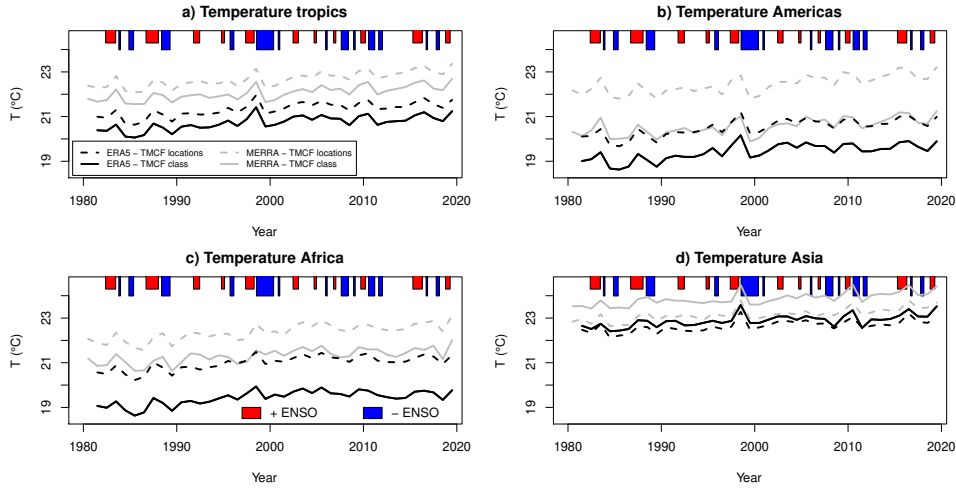 a) Temperature tropics
T (°C)
23
21
19
ERA5 − TMCF locations
ERA5 − TMCF class
MERRA − TMCF locations
MERRA − TMCF class
1980 1990 2000 2010 2020
Year
b) Temperature Americas
T (°C)
23
21
19
1980 1990 2000 2010 2020
Year
c) Temperature Africa
T (°C)
23
21
19
+ ENSO
− ENSO
1980 1990 2000 2010 2020
Year
d) Temperature Asia
T (°C)
23
21
19
1980 1990 2000 2010 2020
Year